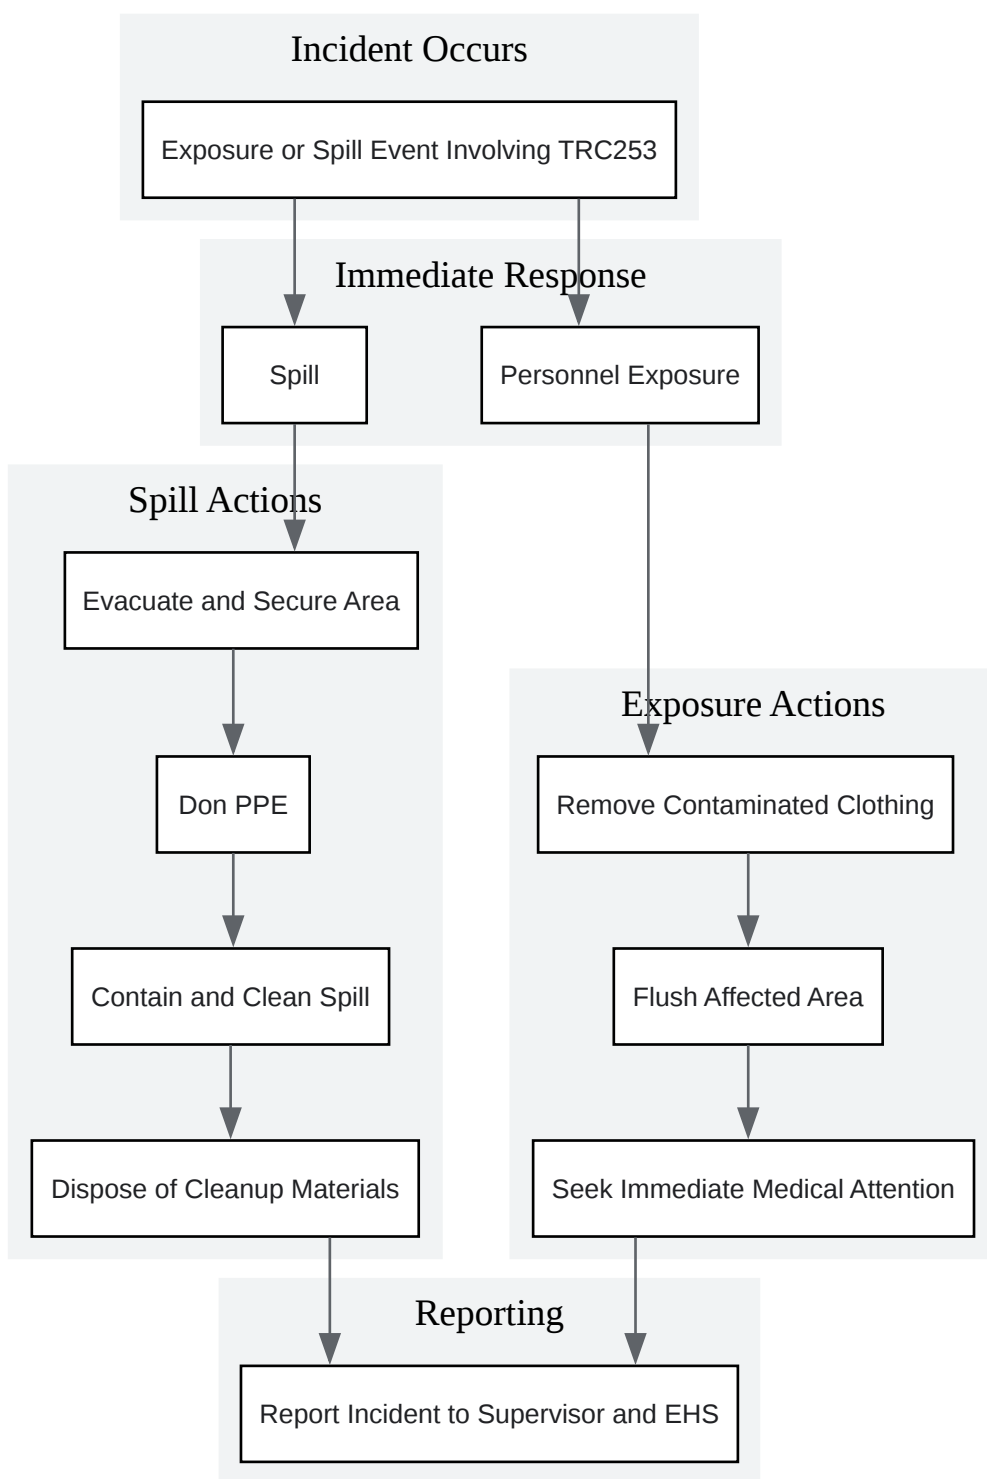 Incident Occurs
Exposure or Spill Event Involving TRC253
Immediate Response
Spill
Personnel Exposure
Spill Actions
Evacuate and Secure Area
Don PPE
Contain and Clean Spill
Dispose of Cleanup Materials
Exposure Actions
Remove Contaminated Clothing
Flush Affected Area
Seek Immediate Medical Attention
Reporting
Report Incident to Supervisor and EHS